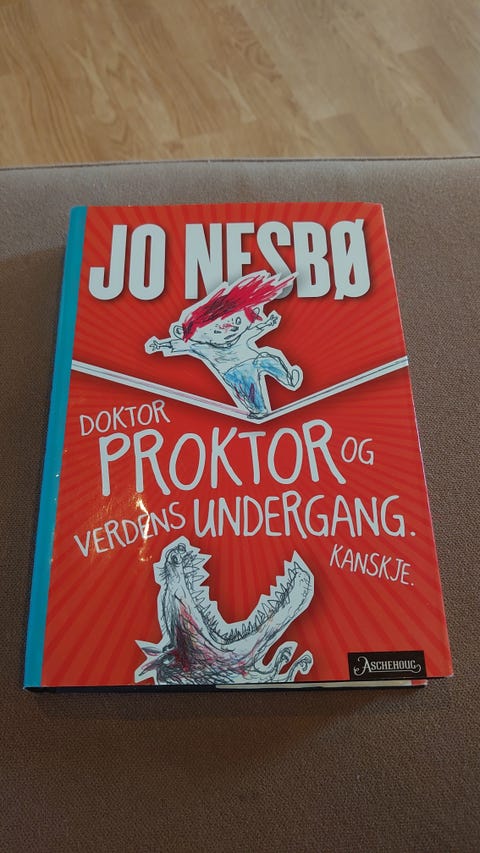 JO NESBØ
DOKTOR
PROKTOR OG
VERDENS UNDERGANG.
KANSKJE.
ASCHEHOUG